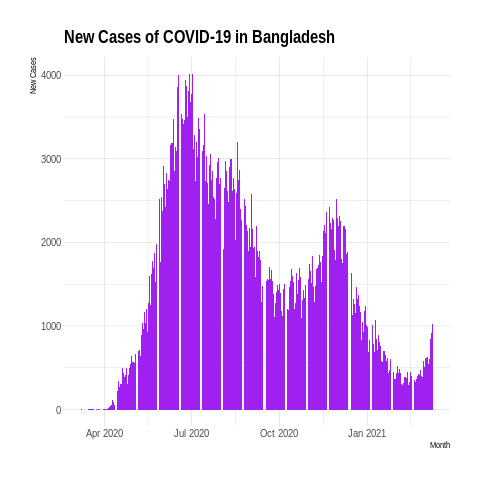 New Cases of COVID-19 in Bangladesh
New Cases
4000
3000
2000
1000
0
Apr 2020 Jul 2020 Oct 2020 Jan 2021
Month